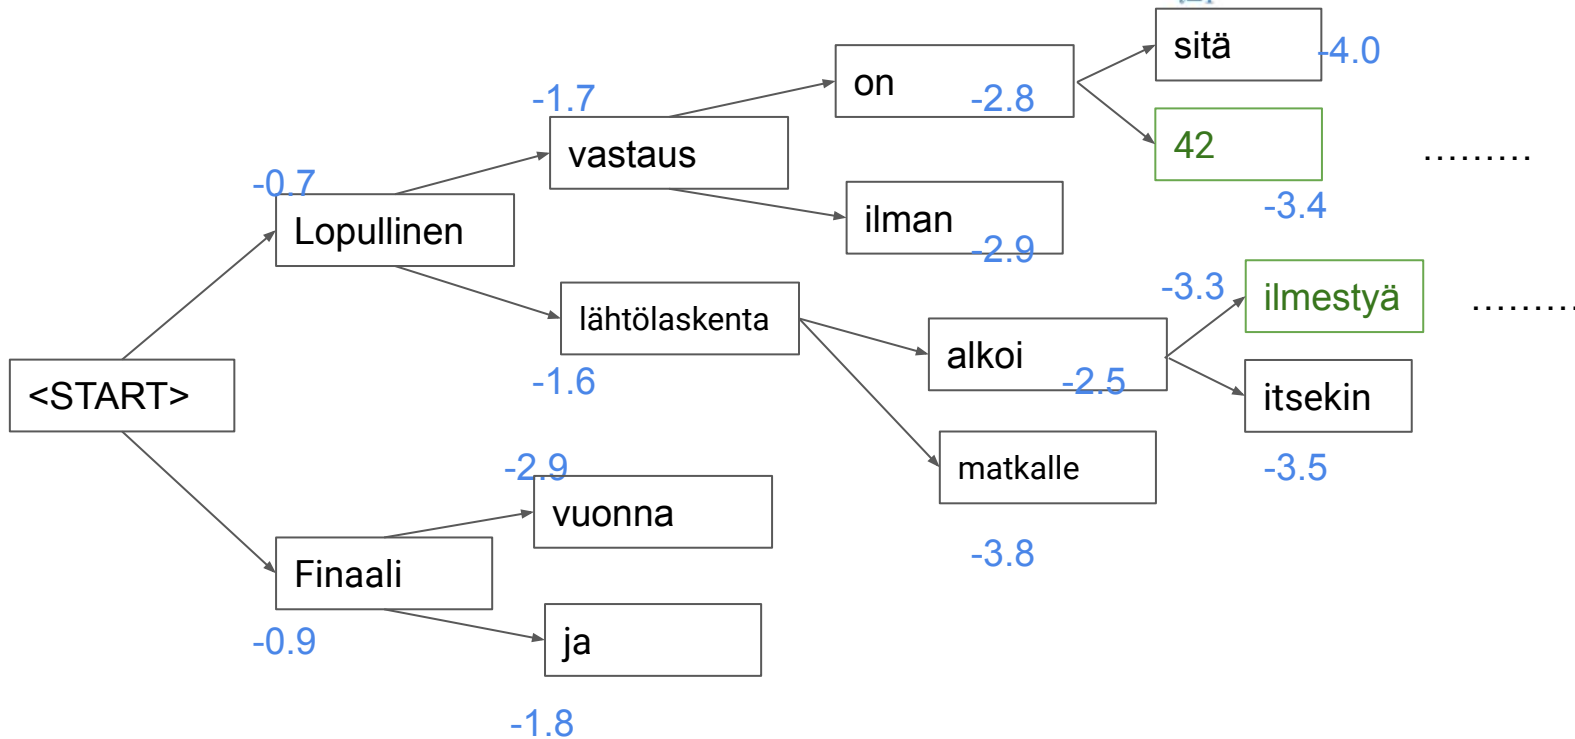 sitä
-4.0
on
-2.8
-1.7
42
vastaus
.........
-0.7
-3.4
Lopullinen
ilman
-2.9
-3.3
ilmestyä
.........
lähtölaskenta
alkoi
-1.6
-2.5
<START>
itsekin
-2.9
matkalle
-3.5
vuonna
-3.8
Finaali
-0.9
ja
-1.8